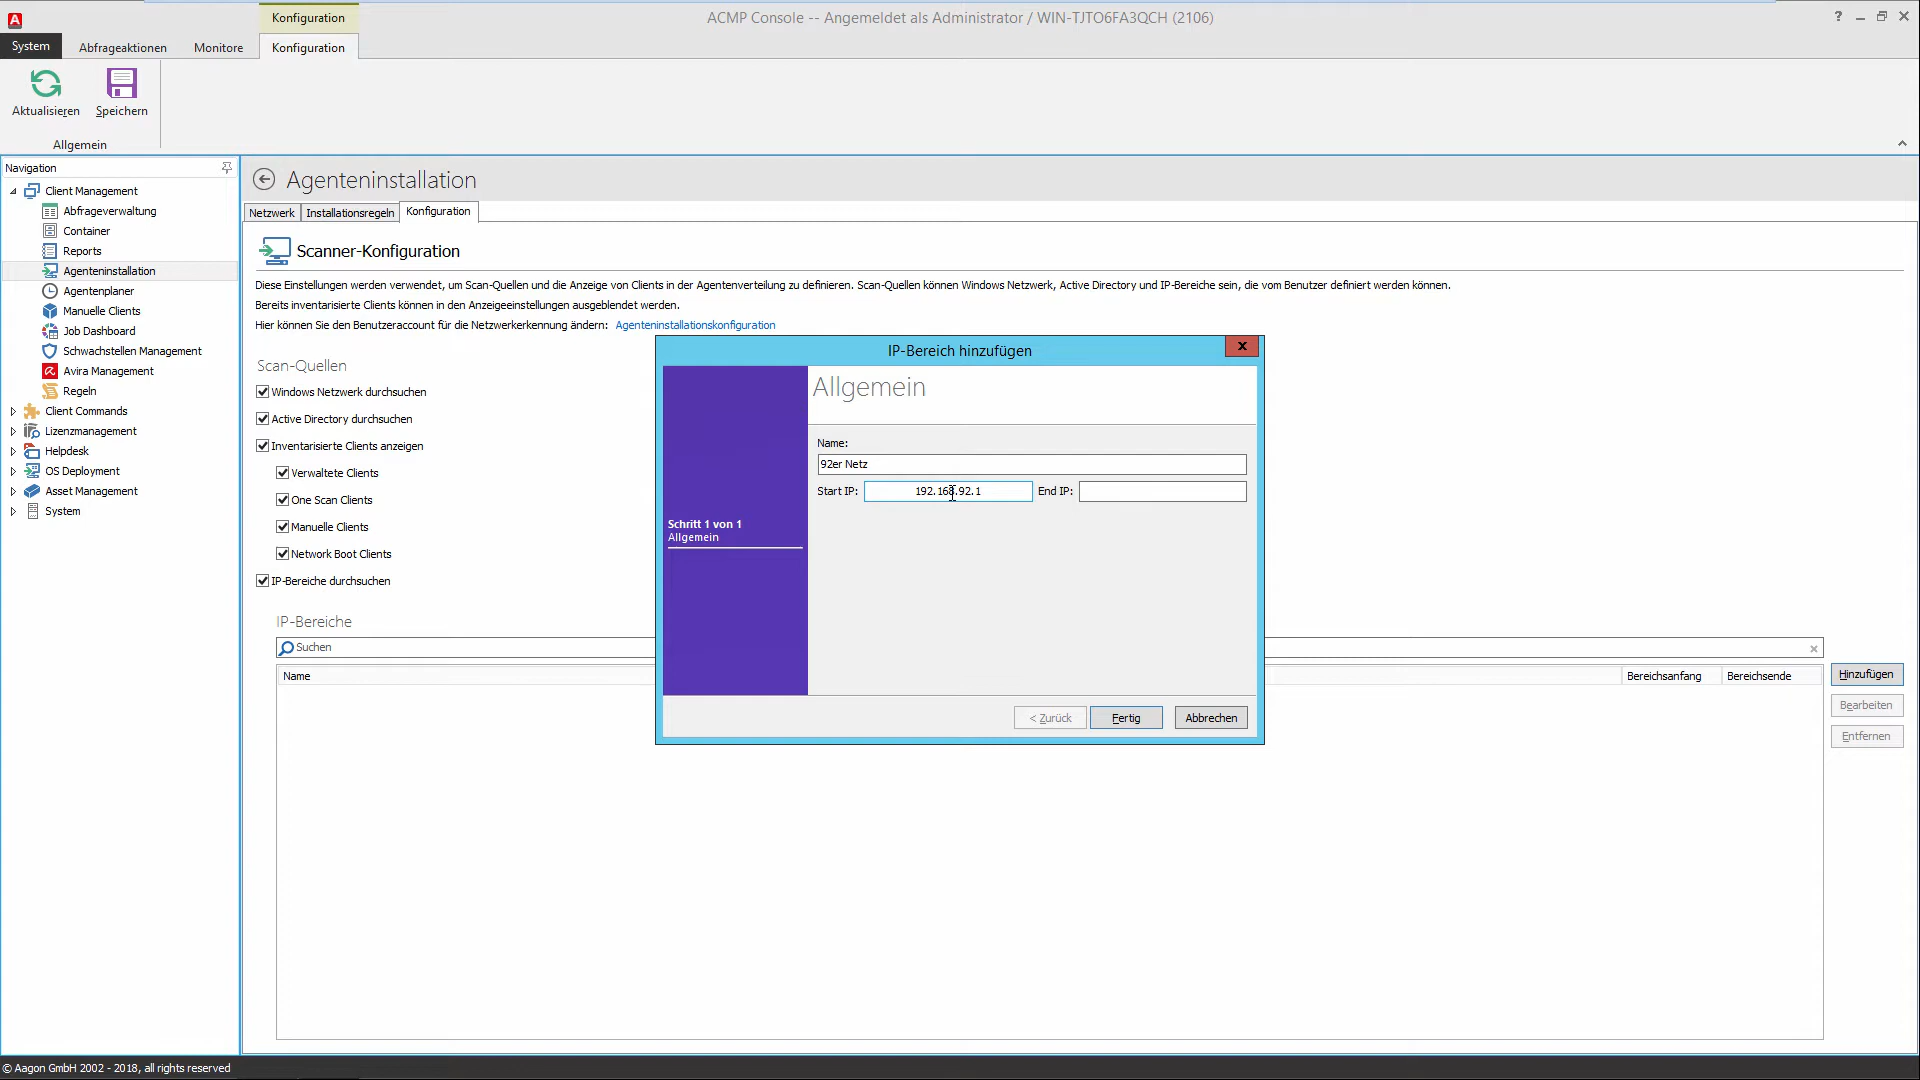 Konfiguration
ACMP Console -- Angemeldet als Administrator / WIN-TJTO6FA3QCH (2106)
System
Abfrageaktionen
Monitore
Konfiguration
Aktualisieren
Speichern
Allgemein
Navigation
Client Management
Abfrageverwaltung
Container
Reports
Agenteninstallation
Agentenplaner
Manuelle Clients
Job Dashboard
Schwachstellen Management
Avira Management
Regeln
Client Commands
Lizenzmanagement
Helpdesk
OS Deployment
Asset Management
System
Agenteninstallation
Netzwerk
Installationsregeln
Konfiguration
Scanner-Konfiguration
Diese Einstellungen werden verwendet, um Scan-Quellen und die Anzeige von Clients in der Agentenverteilung zu definieren. Scan-Quellen können Windows Netzwerk, Active Directory und IP-Bereiche sein, die vom Benutzer definiert werden können.
Bereits inventarisierte Clients können in den Anzeigeeinstellungen ausgeblendet werden.
Hier können Sie den Benutzeraccount für die Netzwerkerkennung ändern: Agenteninstallationskonfiguration
Scan-Quellen
Windows Netzwerk durchsuchen
Active Directory durchsuchen
Inventarisierte Clients anzeigen
Verwaltete Clients
One Scan Clients
Manuelle Clients
Network Boot Clients
IP-Bereiche durchsuchen
IP-Bereiche
Suchen
Name
Bereichsanfang
Bereichsende
Hinzufügen
Bearbeiten
Entfernen
IP-Bereich hinzufügen
Schritt 1 von 1
Allgemein
Allgemein
Name:
92er Netz
Start IP: 192.168.92.1 End IP:
< Zurück
Fertig
Abbrechen
© Aagon GmbH 2002 - 2018, all rights reserved